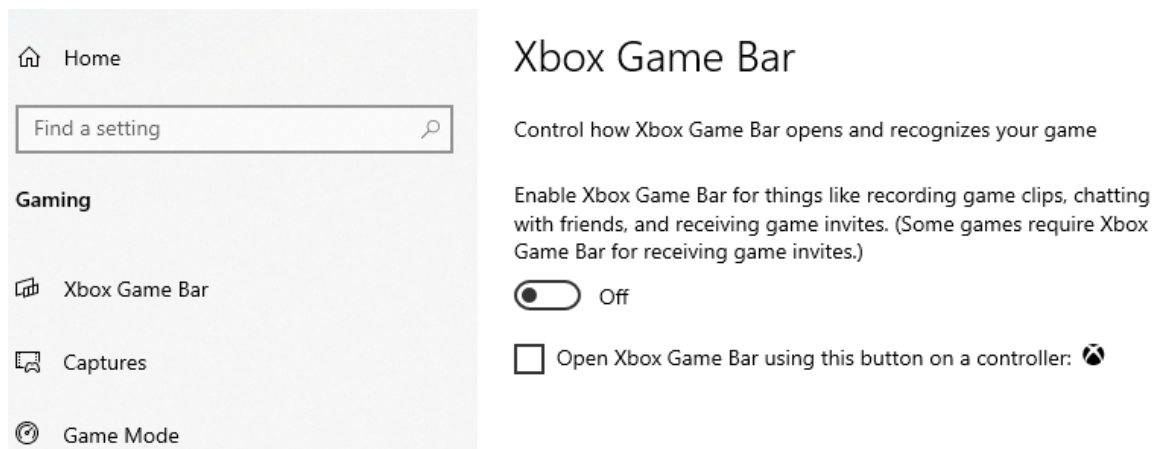 Home
Find a setting
Gaming
Xbox Game Bar
Captures
Game Mode
Xbox Game Bar
Control how Xbox Game Bar opens and recognizes your game
Enable Xbox Game Bar for things like recording game clips, chatting
with friends, and receiving game invites. (Some games require Xbox
Game Bar for receiving game invites.)
Off
Open Xbox Game Bar using this button on a controller: